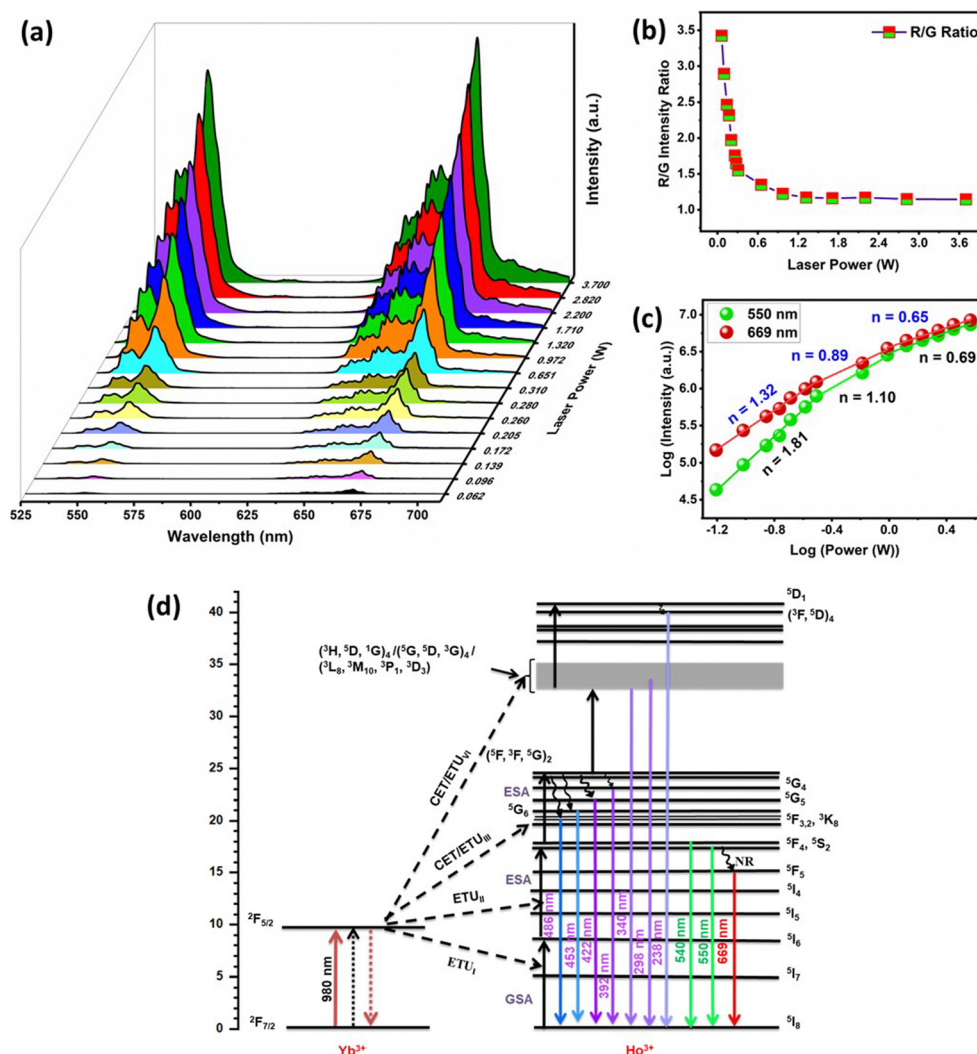 (a)
Intensity (a.u.)
3.700
2.820
2.200
1.710
1.320
0.972
0.651
0.310
0.280
0.260
0.205
0.172
0.139
0.096
0.062
Laser Power (W)
525 550 575 600 625 650 675 700
Wavelength (nm)
(b)
R/G Ratio
R/G Intensity Ratio
3.5
3.0
2.5
2.0
1.5
1.0
0.0 0.6 1.2 1.8 2.4 3.0 3.6
Laser Power (W)
(c)
550 nm
669 nm
Log (Intensity (a.u.))
7.0
6.5
6.0
5.5
5.0
4.5
n = 0.65
n = 0.89
n = 1.32
n = 0.69
n = 1.10
n = 1.81
-1.2 -0.8 -0.4 0.0 0.4
Log (Power (W))
(d)
40
35
30
25
20
15
10
5
0
(³H, ⁵D, ¹G)₄ /(⁵G, ⁵D, ³G)₄ /
(³L₈, ³M₁₀, ³P₁, ³D₃)
⁵D₁
(³F, ⁵D)₄
(⁵F, ³F, ⁵G)₂
CET/ETU_VI
CET/ETU_III
ETU_II
ETU_I
ESA
ESA
GSA
⁵G₆
⁵G₄
⁵G₅
⁵F₃,₂, ³K₈
⁵F₄, ⁵S₂
NR
⁵F₅
⁵I₄
⁵I₅
⁵I₆
⁵I₇
⁵I₈
²F₅/₂
²F₇/₂
980 nm
486 nm
453 nm
422 nm
392 nm
340 nm
298 nm
238 nm
540 nm
550 nm
669 nm
Yb³⁺
Ho³⁺